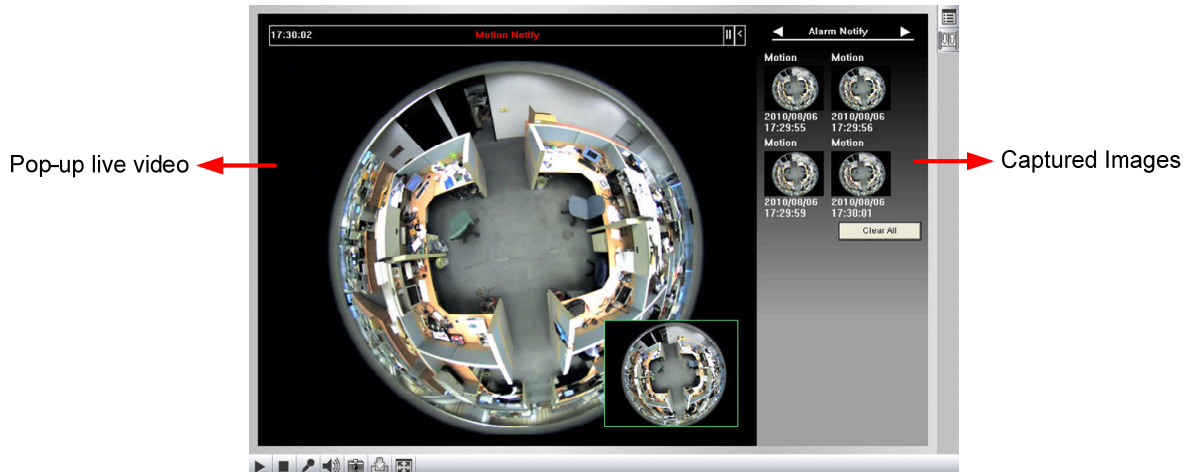 17:30:02 Motion Notify || <
Alarm Notify
Motion Motion
2010/08/06 2010/08/06
17:29:55 17:29:56
Motion Motion
2010/08/06 2010/08/06
17:29:59 17:30:01
Clear All
Pop-up live video
Captured Images